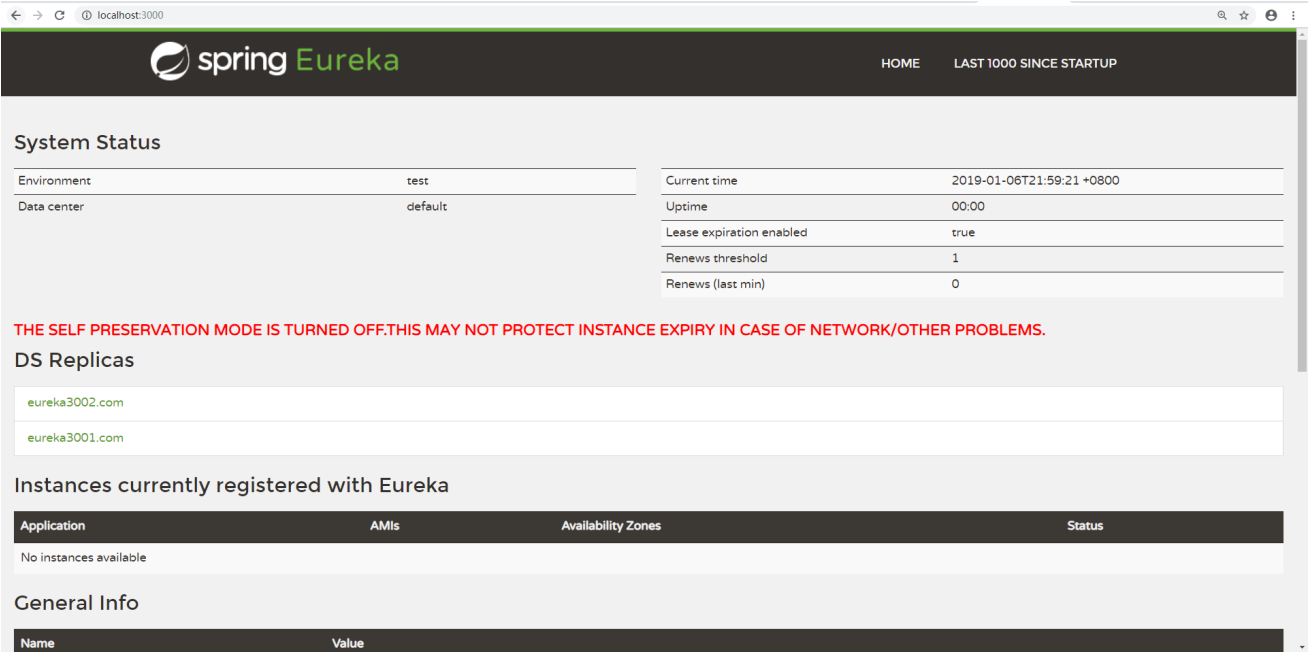 localhost:3000
spring Eureka
HOME LAST 1000 SINCE STARTUP
System Status
Environment test
Data center default
Current time 2019-01-06T21:59:21 +0800
Uptime 00:00
Lease expiration enabled true
Renews threshold 1
Renews (last min) 0
THE SELF PRESERVATION MODE IS TURNED OFF.THIS MAY NOT PROTECT INSTANCE EXPIRY IN CASE OF NETWORK/OTHER PROBLEMS.
DS Replicas
eureka3002.com
eureka3001.com
Instances currently registered with Eureka
Application AMIs Availability Zones Status
No instances available
General Info
Name Value